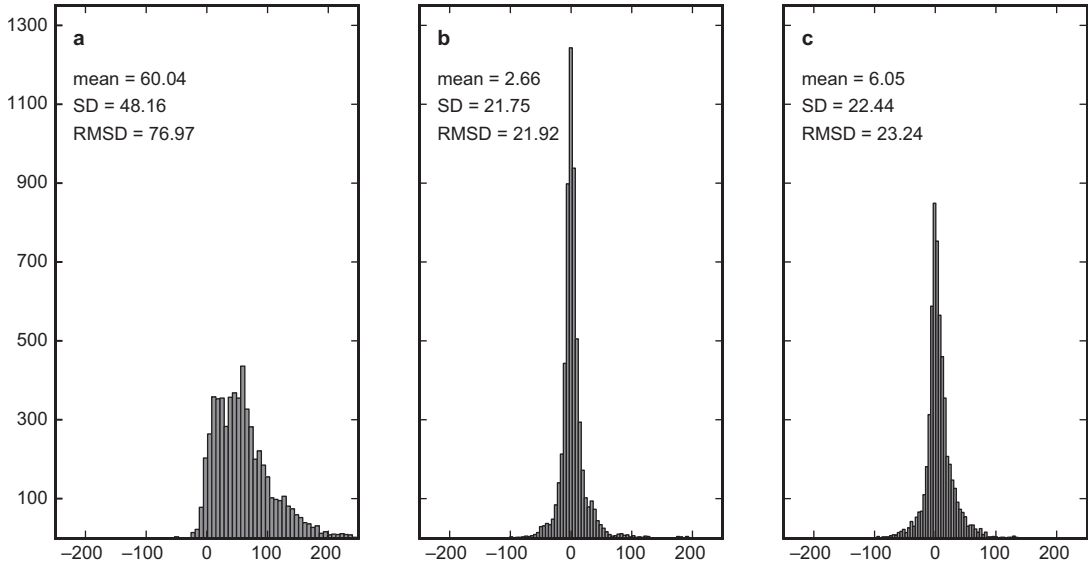 1300
1100
900
700
500
300
100
a
mean = 60.04
SD = 48.16
RMSD = 76.97
–200 –100 0 100 200
b
mean = 2.66
SD = 21.75
RMSD = 21.92
–200 –100 0 100 200
c
mean = 6.05
SD = 22.44
RMSD = 23.24
–200 –100 0 100 200